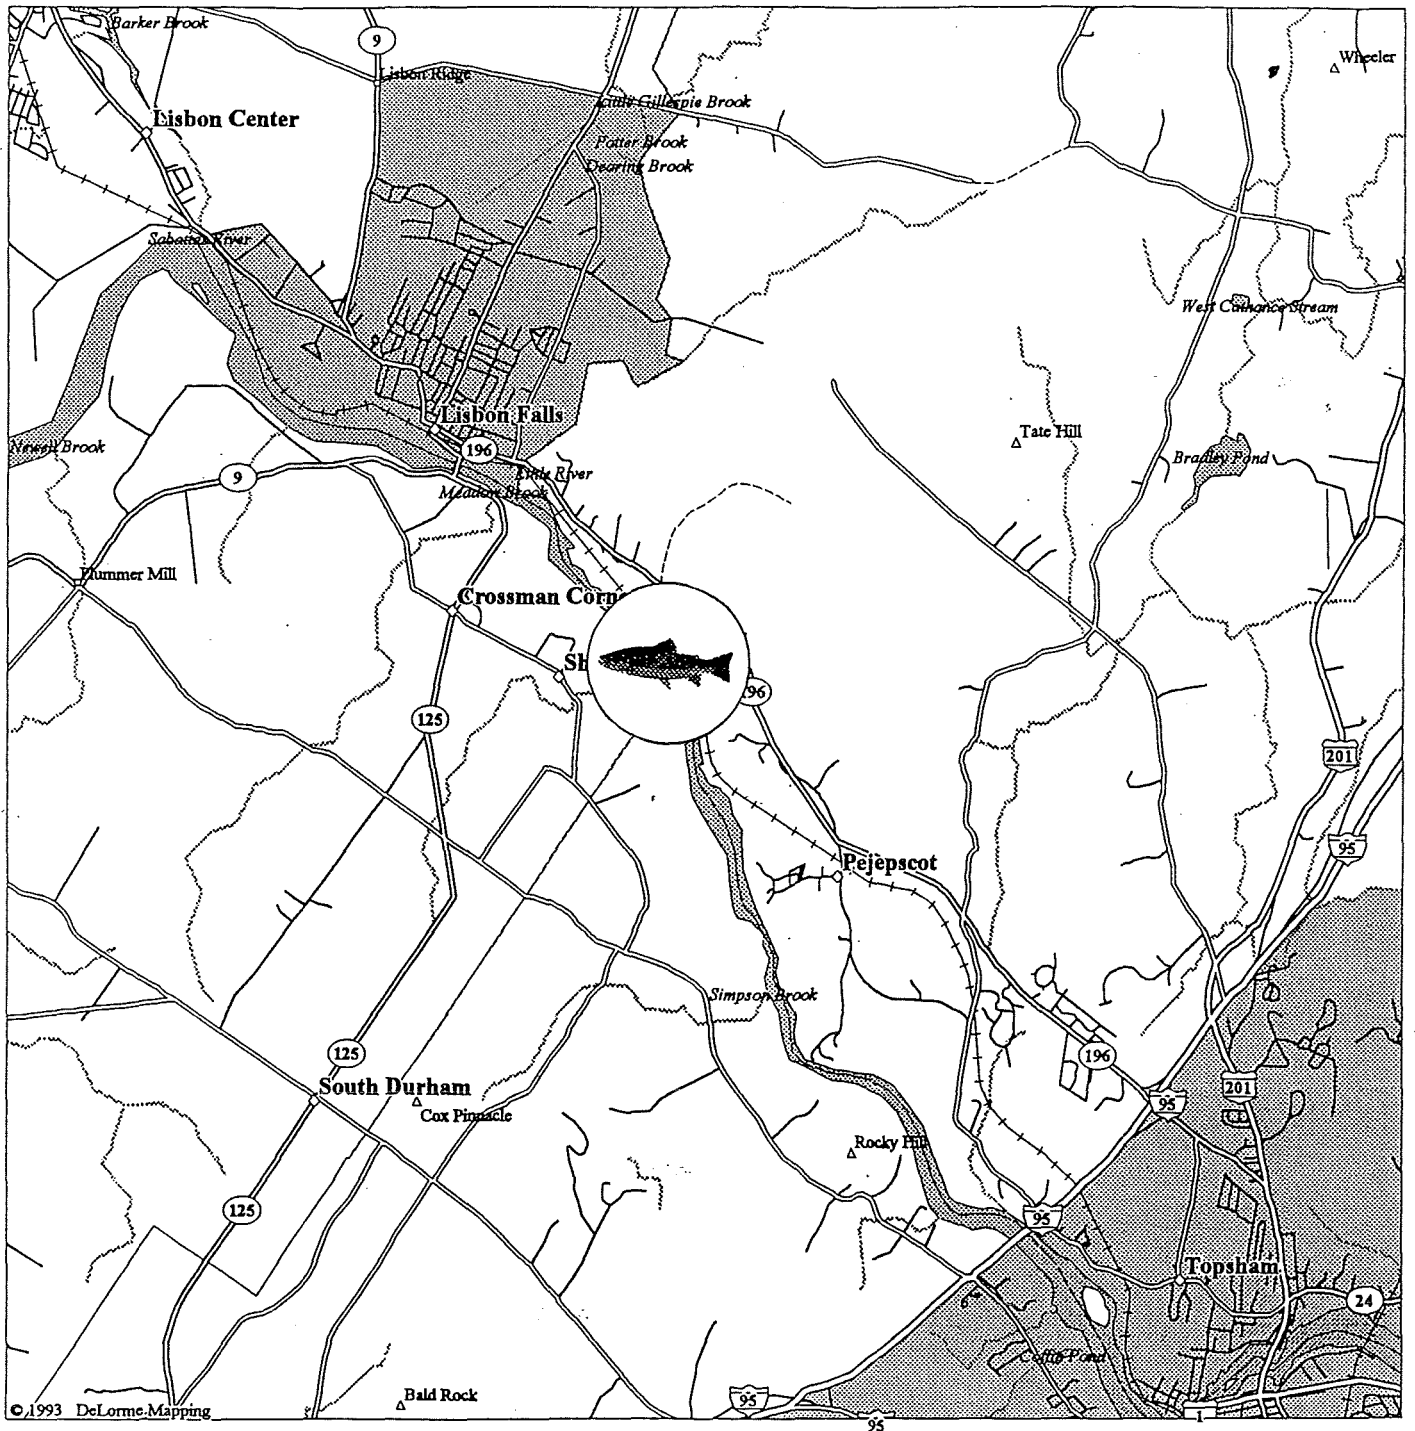 Barker Brook
9
Lisbon Ridge
Wheeler
Little Gillespie Brook
Lisbon Center
Potter Brook
Dearing Brook
Sabattus River
West Cathance Stream
Lisbon Falls
Tate Hill
Newell Brook
196
Bradley Pond
9
Little River
Meadow Brook
Plummer Mill
Crossman Corne
Sh
196
125
201
95
Pejepscot
Simpson Brook
125
196
South Durham
201
Cox Pinnacle
95
Rocky Hill
125
95
Topsham
24
Coffin Pond
Bald Rock
95
© 1993 DeLorme Mapping
1
95